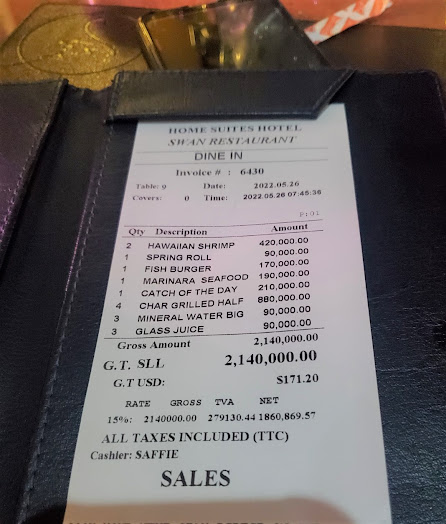 HOME SUITES HOTEL
SWAN RESTAURANT
DINE IN
Invoice # : 6430
Table: 9 Date: 2022.05.26
Covers: 0 Time: 2022.05.26 07:45:36
P:01
Qty Description Amount
2 HAWAIIAN SHRIMP 420,000.00
1 SPRING ROLL 90,000.00
1 FISH BURGER 170,000.00
1 MARINARA SEAFOOD 190,000.00
1 CATCH OF THE DAY 210,000.00
4 CHAR GRILLED HALF 880,000.00
3 MINERAL WATER BIG 90,000.00
3 GLASS JUICE 90,000.00
Gross Amount 2,140,000.00
G.T. SLL 2,140,000.00
G.T USD: $171.20
RATE GROSS TVA NET
15%: 2140000.00 279130.44 1860,869.57
ALL TAXES INCLUDED (TTC)
Cashier: SAFFIE
SALES